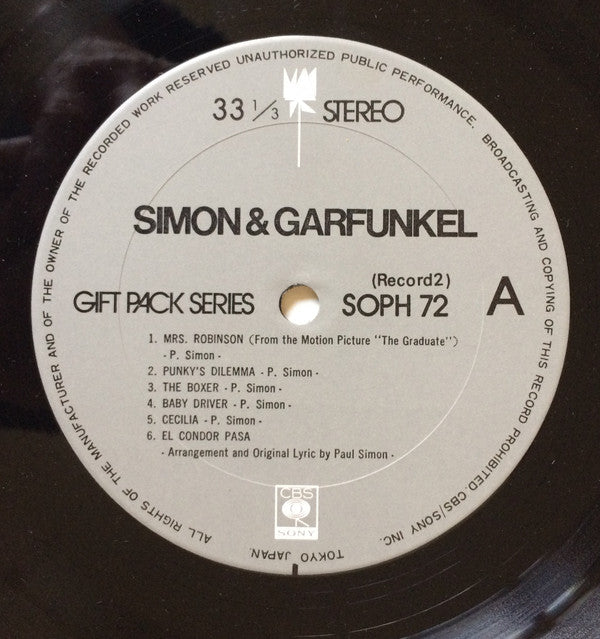 ALL RIGHTS OF THE MANUFACTURER AND OF THE OWNER OF THE RECORDED WORK RESERVED UNAUTHORIZED PUBLIC PERFORMANCE. BROADCASTING AND COPYING OF THIS RECORD PROHIBITED CBS/SONY INC. TOKYO JAPAN.
33 1/3 STEREO
SIMON & GARFUNKEL
(Record2)
GIFT PACK SERIES SOPH 72 A
1. MRS. ROBINSON (From the Motion Picture "The Graduate")
- P. Simon -
2. PUNKY'S DILEMMA - P. Simon -
3. THE BOXER - P. Simon -
4. BABY DRIVER - P. Simon -
5. CECILIA - P. Simon -
6. EL CONDOR PASA
- Arrangement and Original Lyric by Paul Simon -
CBS
SONY